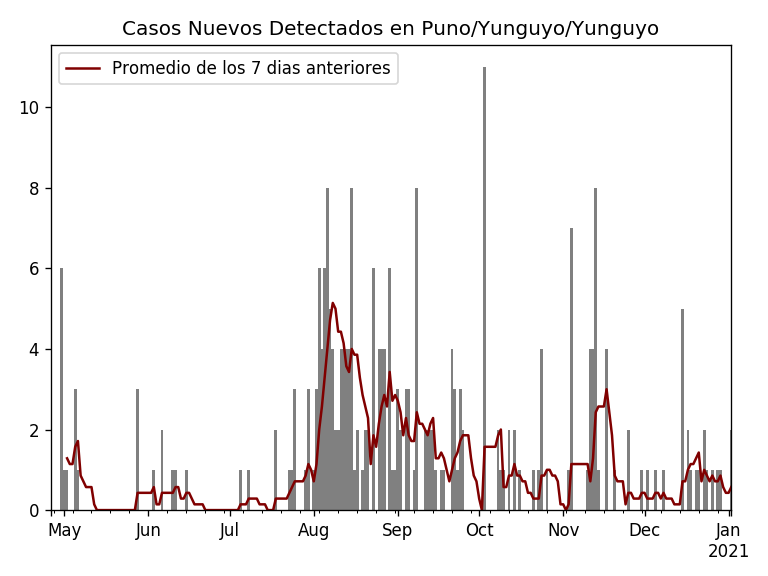 Casos Nuevos Detectados en Puno/Yunguyo/Yunguyo
Promedio de los 7 dias anteriores
10
8
6
4
2
0
May Jun Jul Aug Sep Oct Nov Dec Jan
2021